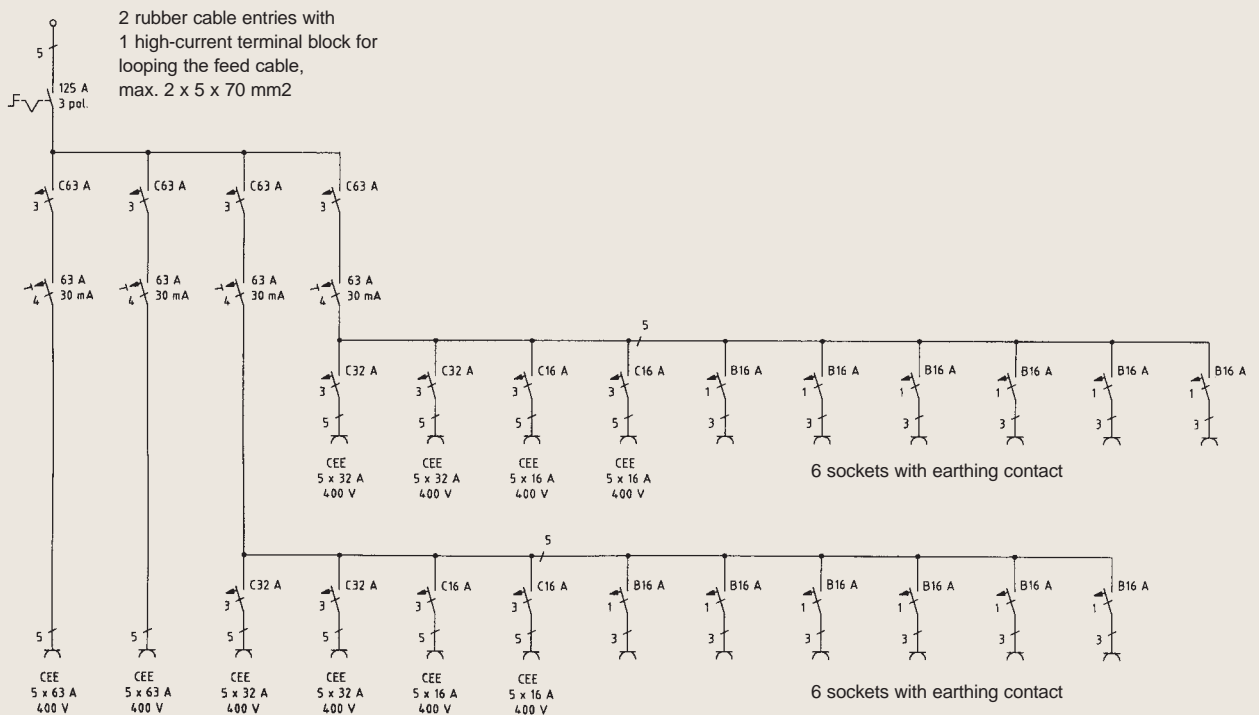 2 rubber cable entries with
1 high-current terminal block for
looping the feed cable,
max. 2 x 5 x 70 mm2
5
125 A
3 pol.
C63 A C63 A C63 A C63 A
3 3 3 3
63 A 63 A 63 A 63 A
30 mA 30 mA 30 mA 30 mA
4 4 4 4
5
C32 A C32 A C16 A C16 A B16 A B16 A B16 A B16 A B16 A B16 A
3 3 3 3 1 1 1 1 1 1
5 5 5 5 3 3 3 3 3 3
CEE CEE CEE CEE
5 x 32 A 5 x 32 A 5 x 16 A 5 x 16 A
400 V 400 V 400 V 400 V
6 sockets with earthing contact
5
C32 A C32 A C16 A C16 A B16 A B16 A B16 A B16 A B16 A B16 A
3 3 3 3 1 1 1 1 1 1
5 5 5 5 5 5 3 3 3 3 3 3
CEE CEE CEE CEE CEE CEE
5 x 63 A 5 x 63 A 5 x 32 A 5 x 32 A 5 x 16 A 5 x 16 A
400 V 400 V 400 V 400 V 400 V 400 V
6 sockets with earthing contact